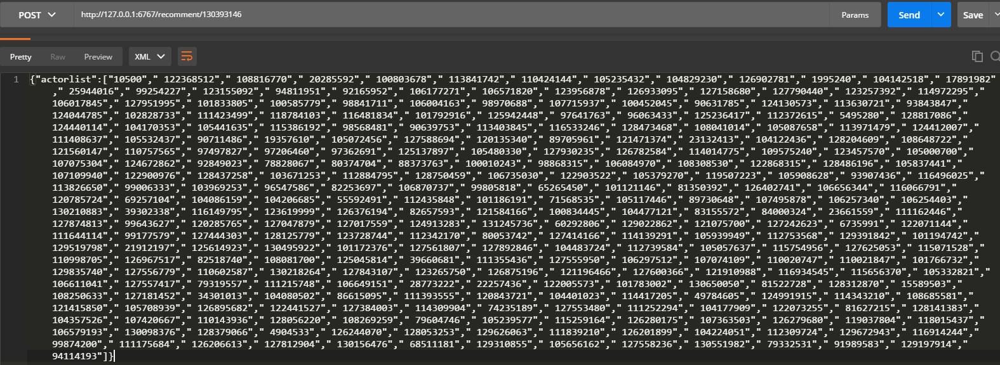 POST http://127.0.0.1:6767/recomment/130393146 Params Send Save
Pretty Raw Preview XML
1 {"actorlist":["10500"," 122368512"," 108816770"," 20285592"," 100803678"," 113841742"," 110424144"," 105235432"," 104829230"," 126902781"," 1995240"," 104142518"," 17891982"
," 25944016"," 99254227"," 123155092"," 94811951"," 92165952"," 106177271"," 106571820"," 123956878"," 126933095"," 127158680"," 127790440"," 123257392"," 114972295","
106017845"," 127951995"," 101833805"," 100585779"," 98841711"," 106004163"," 98970688"," 107715937"," 100452045"," 90631785"," 124130573"," 113630721"," 93843847","
124044785"," 102828733"," 111423499"," 118784103"," 116481834"," 101792916"," 125942448"," 97641763"," 96063433"," 125236417"," 112372615"," 5495280"," 128817086","
124440114"," 104170353"," 105441635"," 115386192"," 98568481"," 90639753"," 113403845"," 116533246"," 128473468"," 108041014"," 105087658"," 113971479"," 124412007","
111408637"," 105532437"," 90711486"," 19357610"," 105072456"," 127588694"," 120135340"," 89705961"," 121471374"," 23132413"," 104122436"," 128204609"," 108648722","
121560147"," 110757565"," 97497827"," 97206460"," 97362691"," 125137897"," 105480330"," 127930235"," 126782584"," 114014775"," 109575240"," 123457570"," 105000700","
107075304"," 124672862"," 92849023"," 78828067"," 80374704"," 88373763"," 100010243"," 98868315"," 106084970"," 108308530"," 122868315"," 128486196"," 105837441","
107109940"," 122900976"," 128437258"," 103671253"," 112884795"," 128750459"," 106735030"," 122903522"," 105379270"," 119507223"," 105908628"," 93907436"," 116496025","
113826650"," 99006333"," 103969253"," 96547586"," 82253697"," 106870737"," 99805818"," 65265450"," 101121146"," 81350392"," 126402741"," 106656344"," 116066791","
120785724"," 69257104"," 104086159"," 104206685"," 55592491"," 112435848"," 101186191"," 71568535"," 105117446"," 89730648"," 107495878"," 106257340"," 106254403","
130210883"," 39302338"," 116149795"," 123619999"," 126376194"," 82657593"," 121584166"," 100834445"," 104477121"," 83155572"," 84000324"," 23661559"," 111162446","
127874813"," 99643627"," 120285765"," 127047879"," 127017559"," 124913283"," 131245736"," 60292806"," 129022862"," 121075700"," 127242623"," 6735991"," 122071144","
111644114"," 99177579"," 127444303"," 128125779"," 123728744"," 112342170"," 80053742"," 127414166"," 114139291"," 105939949"," 112753568"," 129391842"," 101194742","
129519798"," 21912197"," 125614923"," 130495922"," 101172376"," 127561807"," 127892846"," 104483724"," 112739584"," 105057637"," 115754956"," 127625053"," 115071528","
110998705"," 126967517"," 82518740"," 108081700"," 125045814"," 39660681"," 111355436"," 127555950"," 106297512"," 107074109"," 110020747"," 110021847"," 101766732","
129835740"," 127556779"," 110602587"," 130218264"," 127843107"," 123265750"," 126875196"," 121196466"," 127600366"," 121910988"," 116934545"," 115656370"," 105332821","
106611041"," 127557417"," 79319557"," 111215748"," 106649151"," 28773222"," 22257436"," 122005573"," 101783002"," 130650050"," 81522728"," 128312870"," 15589503","
108250633"," 127181452"," 34301013"," 104080502"," 86615095"," 111393555"," 120843721"," 104401023"," 114417205"," 49784605"," 124991915"," 114343210"," 108685581","
121415850"," 105708939"," 126895682"," 122441527"," 127384003"," 114309904"," 74235189"," 127553480"," 111252294"," 104177909"," 122073255"," 81627215"," 128141383","
104357526"," 107420667"," 110143936"," 128056220"," 108269259"," 79604746"," 105239577"," 115259164"," 126280175"," 107363503"," 126279680"," 119037804"," 118015437","
106579193"," 130098376"," 128379066"," 4904533"," 126244070"," 128053253"," 129626063"," 111839210"," 126201899"," 104224051"," 112309724"," 129672943"," 116914244","
99874200"," 111175684"," 126206613"," 127812904"," 130156476"," 68511181"," 129310855"," 105656162"," 127558236"," 130551982"," 79332531"," 91989583"," 129197914","
94114193"]}